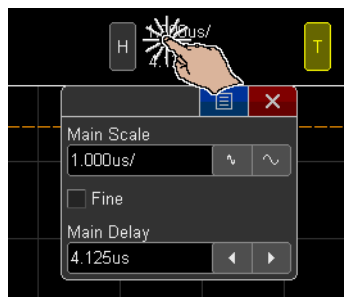 H
T
Main Scale
1.000us/
Fine
Main Delay
4.125us